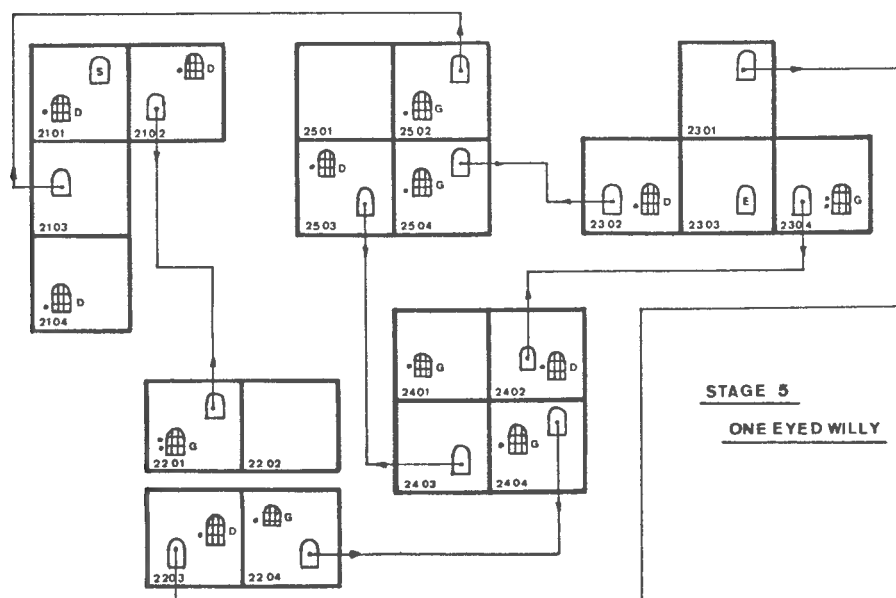 S
D
D
2101
2102
2103
D
2104
2501
G
2502
D
2503
G
2504
2301
D
2302
E
2303
G
2304
G
2401
D
2402
2403
G
2404
G
2201
2202
D
2203
G
2204
STAGE 5
ONE EYED WILLY